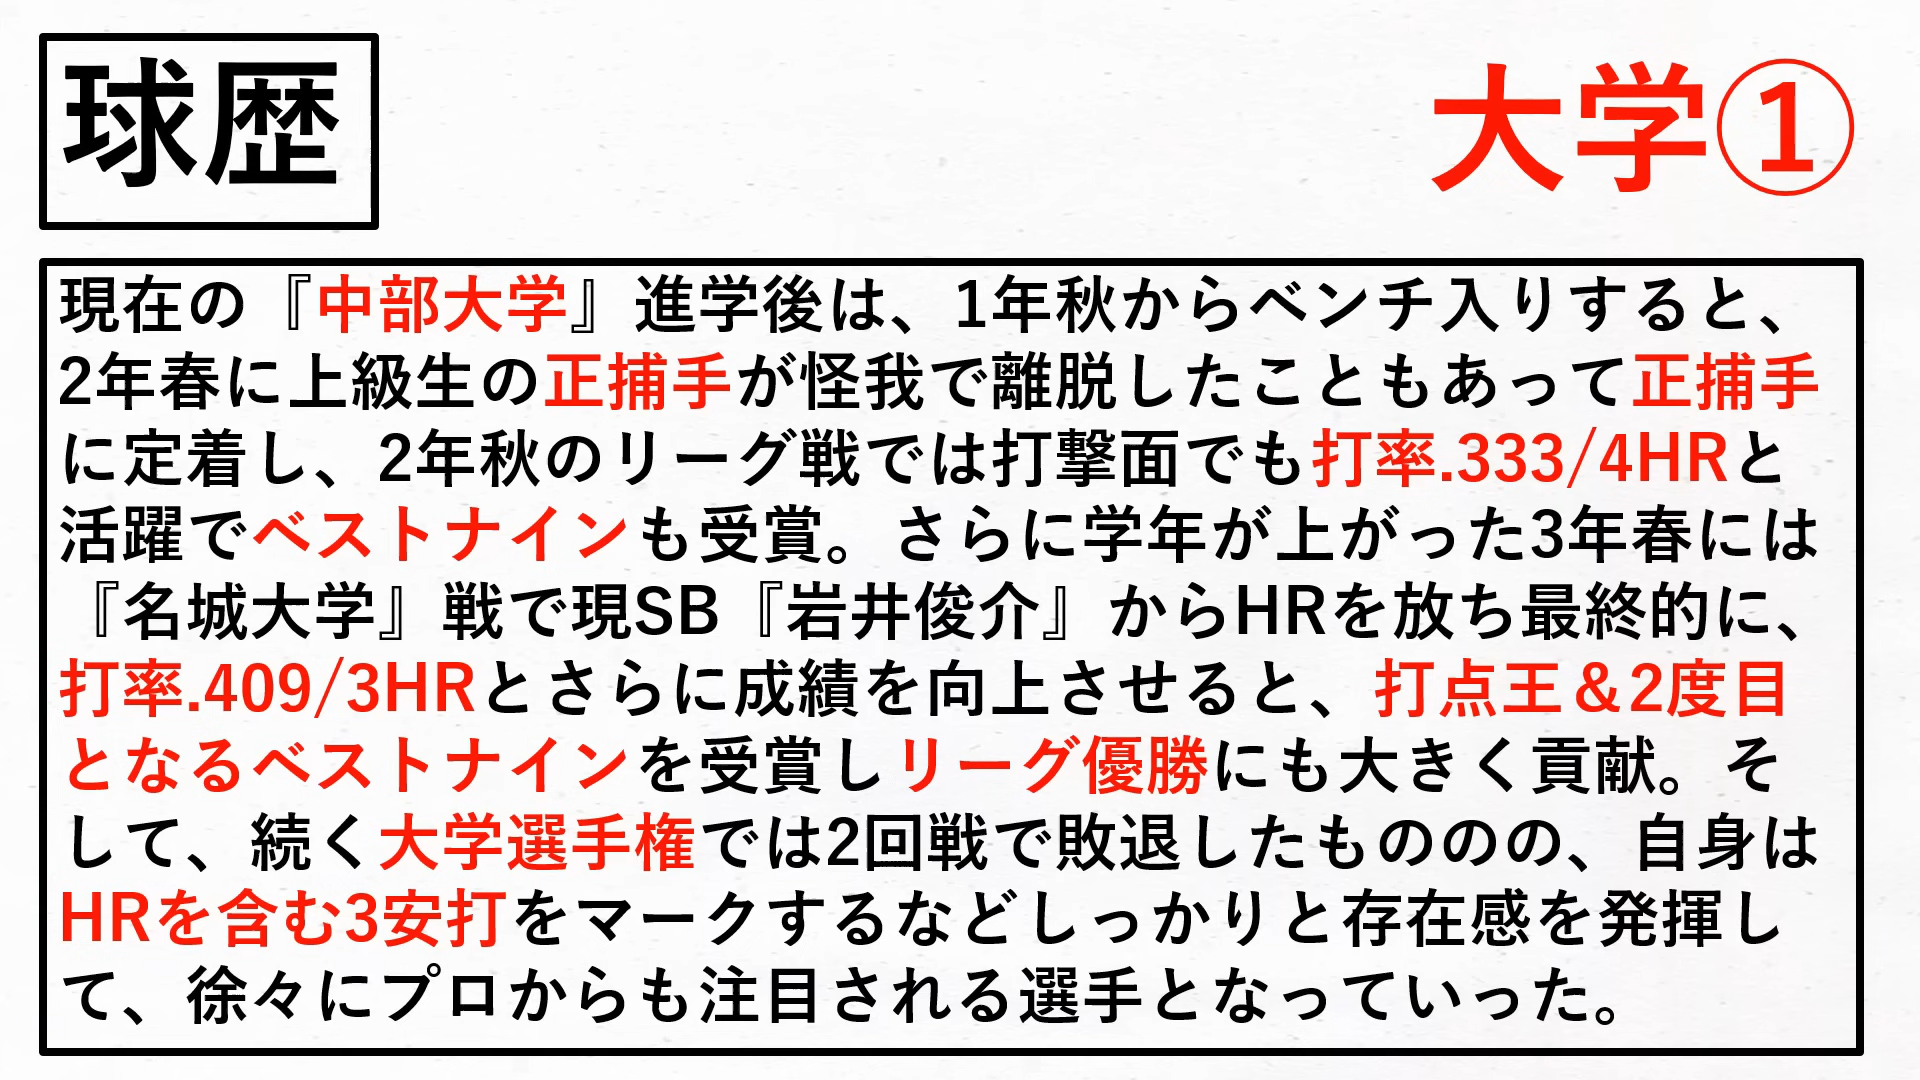 球歴
大学①
現在の『中部大学』進学後は、1年秋からベンチ入りすると、
2年春に上級生の正捕手が怪我で離脱したこともあって正捕手
に定着し、2年秋のリーグ戦では打撃面でも打率.333/4HRと
活躍でベストナインも受賞。さらに学年が上がった3年春には
『名城大学』戦で現SB『岩井俊介』からHRを放ち最終的に、
打率.409/3HRとさらに成績を向上させると、打点王＆2度目
となるベストナインを受賞しリーグ優勝にも大きく貢献。そ
して、続く大学選手権では2回戦で敗退したもののの、自身は
HRを含む3安打をマークするなどしっかりと存在感を発揮し
て、徐々にプロからも注目される選手となっていった。